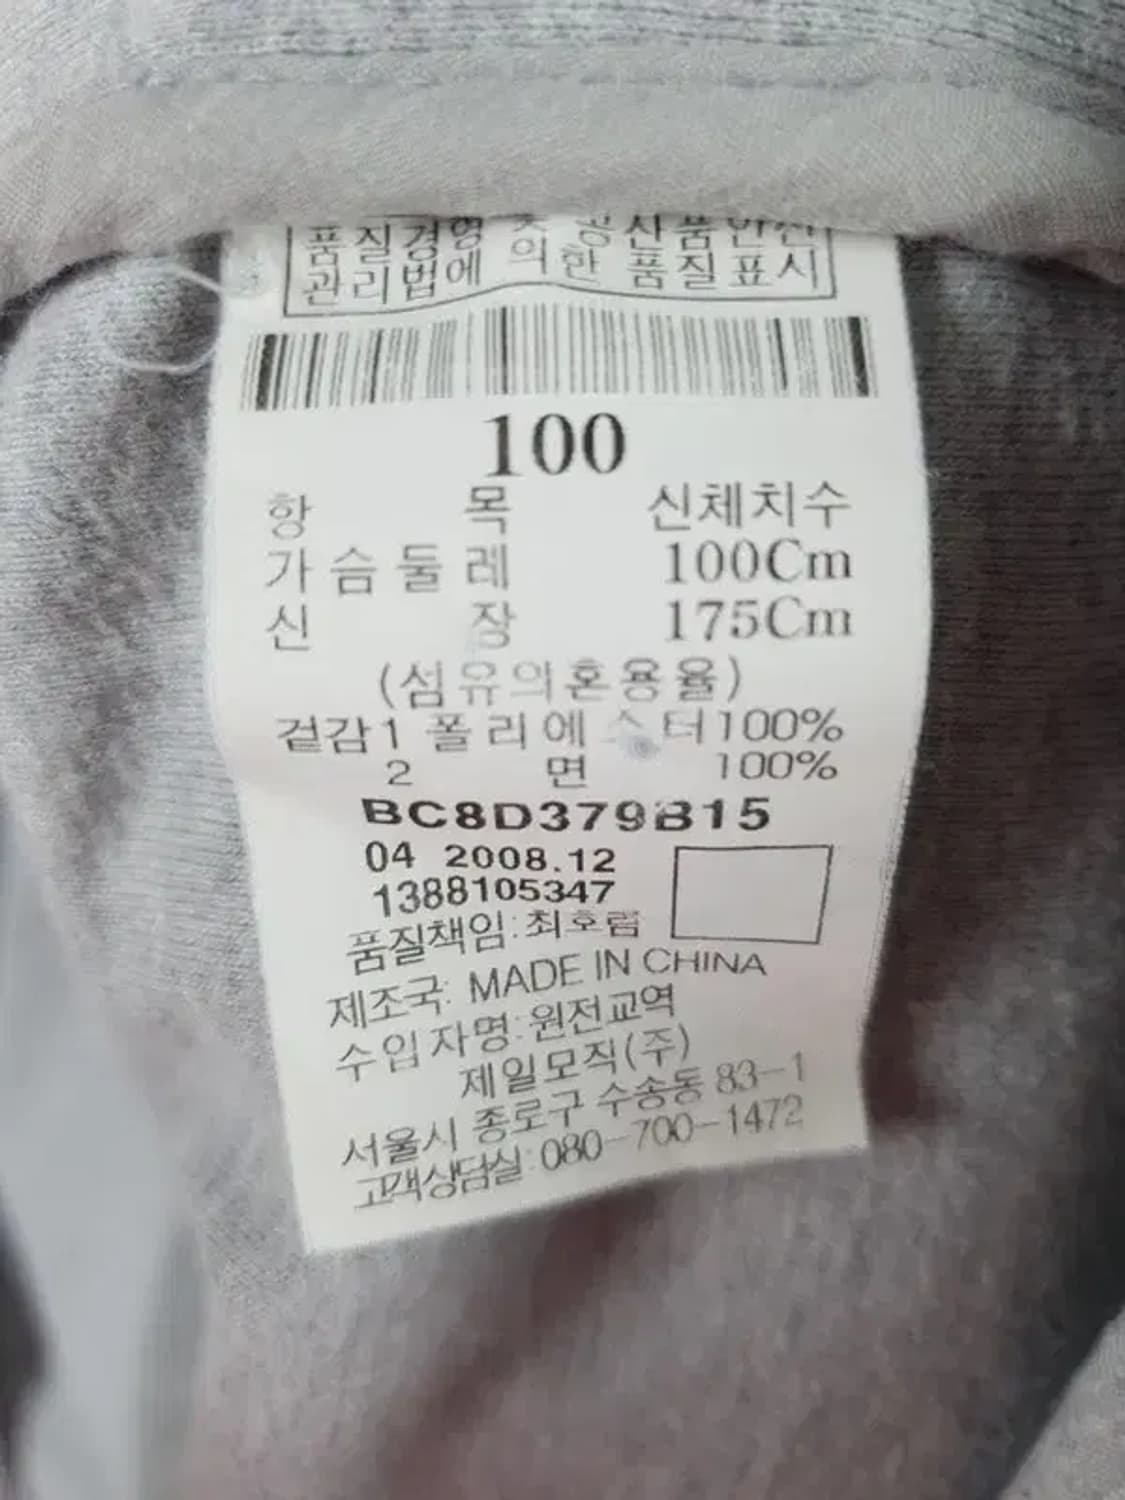 품질경영 및 공산품안전
관리법에 의한 품질표시
100
항 목 신체치수
가슴둘레 100Cm
신 장 175Cm
(섬유의혼용율)
겉감1 폴리에스터100%
2 면 100%
BC8D379B15
04 2008.12
1388105347
품질책임:최호림
제조국: MADE IN CHINA
수입자명:원전교역
제일모직(주)
서울시 종로구 수송동 83-1
고객상담실:080-700-1472